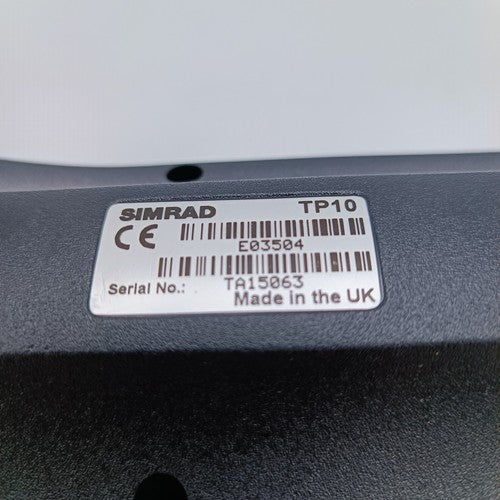 SIMRAD TP10
CE E03504
Serial No.: TA15063
Made in the UK